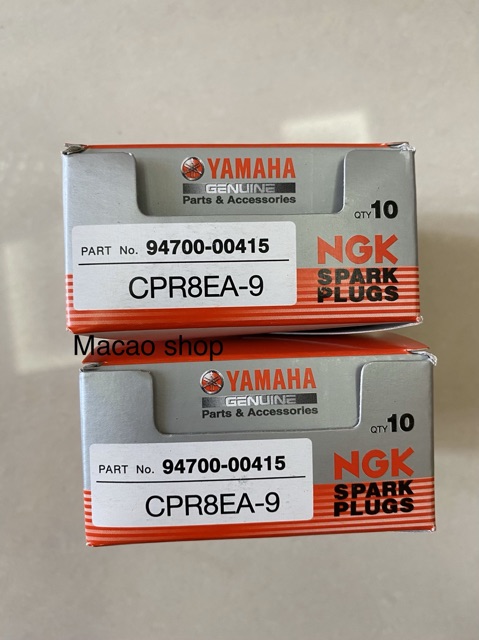 YAMAHA
GENUINE
Parts & Accessories
QTY 10
PART No. 94700-00415
CPR8EA-9
NGK
SPARK
PLUGS
Macao shop
YAMAHA
GENUINE
Parts & Accessories
QTY 10
PART No. 94700-00415
CPR8EA-9
NGK
SPARK
PLUGS